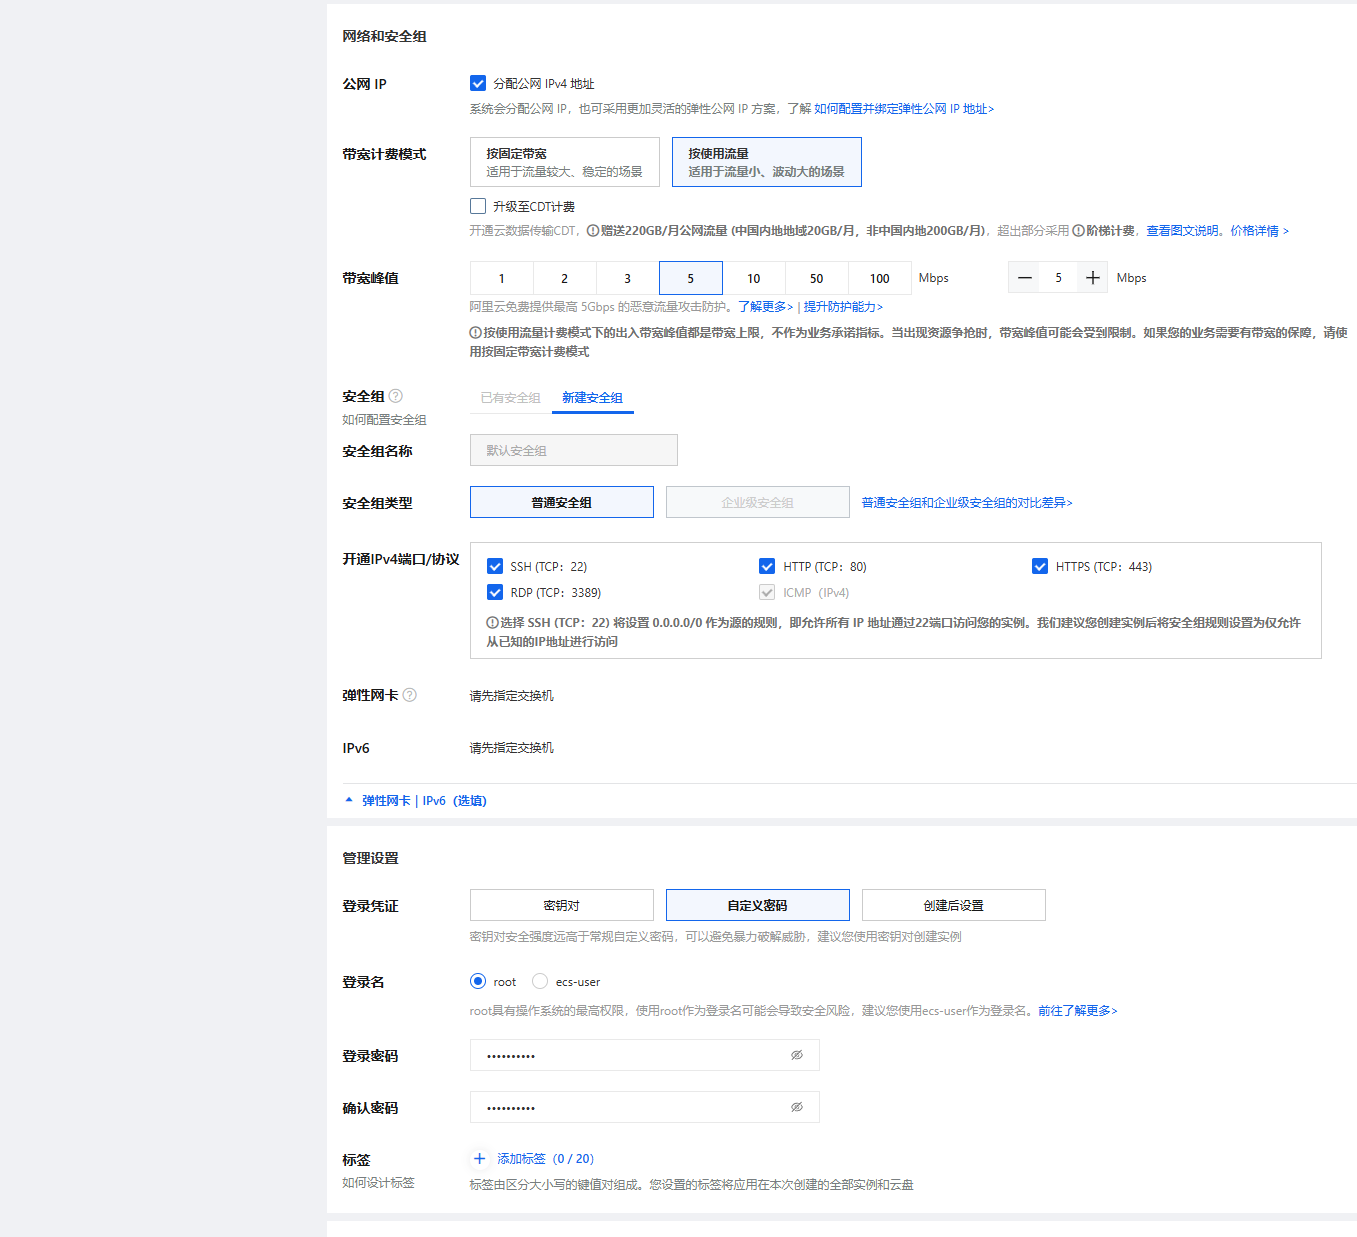 网络和安全组
公网 IP
分配公网 IPv4 地址
系统会分配公网 IP，也可采用更加灵活的弹性公网 IP 方案，了解 如何配置并绑定弹性公网 IP 地址>
带宽计费模式
按固定带宽
适用于流量较大、稳定的场景
按使用流量
适用于流量小、波动大的场景
升级至CDT计费
开通云数据传输CDT，赠送220GB/月公网流量 (中国内地地域20GB/月，非中国内地200GB/月)，超出部分采用 阶梯计费，查看图文说明。价格详情 >
带宽峰值
1 2 3 5 10 50 100 Mbps 5 Mbps
阿里云免费提供最高 5Gbps 的恶意流量攻击防护。了解更多> | 提升防护能力>
按使用流量计费模式下的出入带宽峰值都是带宽上限，不作为业务承诺指标。当出现资源争抢时，带宽峰值可能会受到限制。如果您的业务需要有带宽的保障，请使
用按固定带宽计费模式
安全组
如何配置安全组
已有安全组 新建安全组
安全组名称
默认安全组
安全组类型
普通安全组 企业级安全组 普通安全组和企业级安全组的对比差异>
开通IPv4端口/协议
SSH (TCP：22) HTTP (TCP：80) HTTPS (TCP：443)
RDP (TCP：3389) ICMP（IPv4)
选择 SSH (TCP：22) 将设置 0.0.0.0/0 作为源的规则，即允许所有 IP 地址通过22端口访问您的实例。我们建议您创建实例后将安全组规则设置为仅允许
从已知的IP地址进行访问
弹性网卡
请先指定交换机
IPv6
请先指定交换机
弹性网卡 | IPv6（选填)
管理设置
登录凭证
密钥对 自定义密码 创建后设置
密钥对安全强度远高于常规自定义密码，可以避免暴力破解威胁，建议您使用密钥对创建实例
登录名
root ecs-user
root具有操作系统的最高权限，使用root作为登录名可能会导致安全风险，建议您使用ecs-user作为登录名。前往了解更多>
登录密码
••••••••••
确认密码
••••••••••
标签
如何设计标签
添加标签（0 / 20)
标签由区分大小写的键值对组成。您设置的标签将应用在本次创建的全部实例和云盘